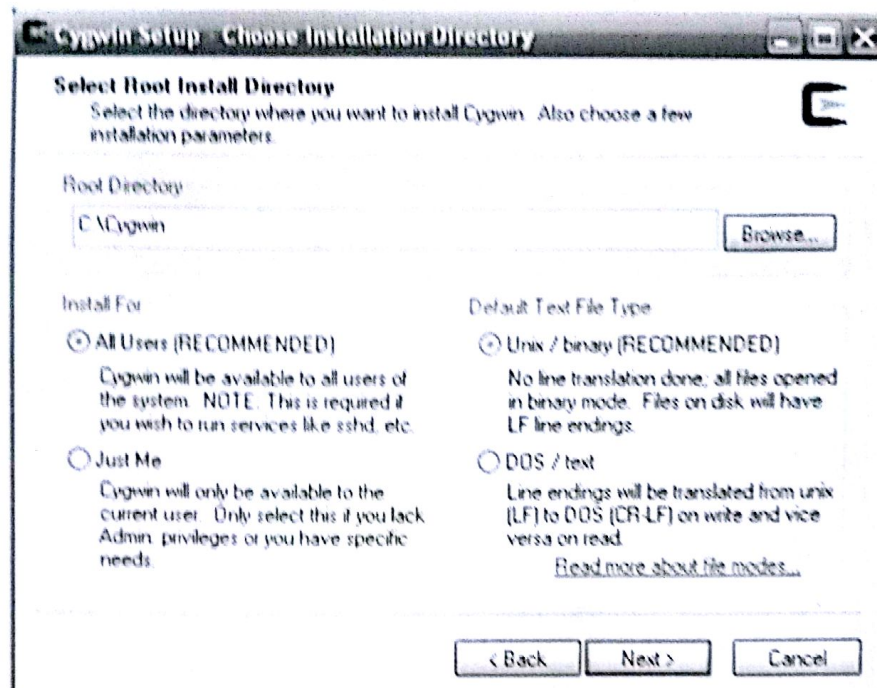 Cygwin Setup - Choose Installation Directory
Select Root Install Directory
Select the directory where you want to install Cygwin. Also choose a few
installation parameters.
Root Directory
C:\Cygwin
Browse...
Install For
All Users (RECOMMENDED)
Cygwin will be available to all users of
the system. NOTE: This is required if
you wish to run services like sshd, etc.
Just Me
Cygwin will only be available to the
current user. Only select this if you lack
Admin. privileges or you have specific
needs.
Default Text File Type
Unix / binary (RECOMMENDED)
No line translation done; all files opened
in binary mode. Files on disk will have
LF line endings.
DOS / text
Line endings will be translated from unix
(LF) to DOS (CR-LF) on write and vice
versa on read.
Read more about file modes...
< Back
Next >
Cancel